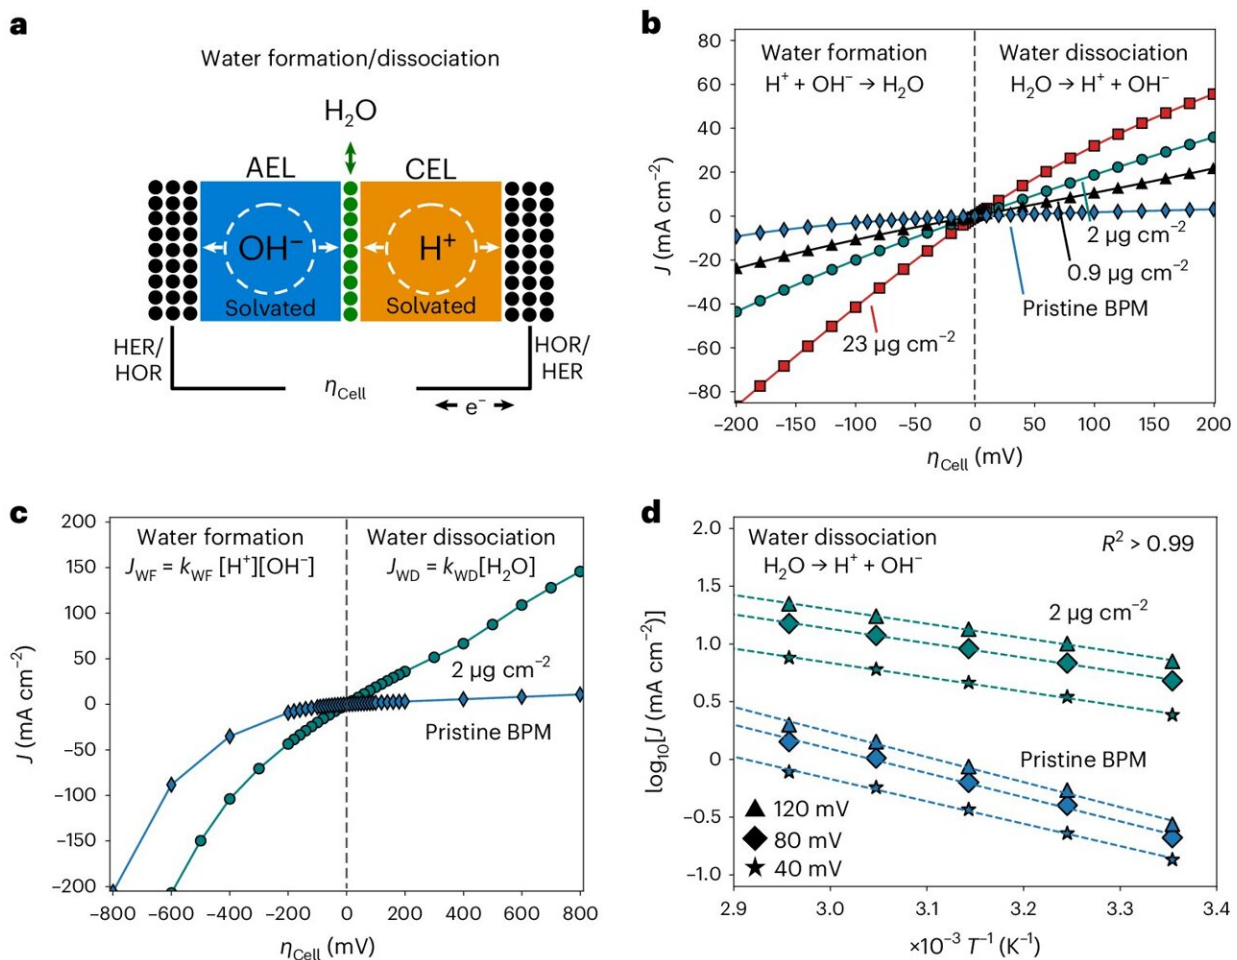 a
Water formation/dissociation
H₂O
AEL
CEL
OH⁻
H⁺
Solvated
Solvated
HER/
HOR
HOR/
HER
η_Cell
e⁻
b
Water formation
H⁺ + OH⁻ → H₂O
Water dissociation
H₂O → H⁺ + OH⁻
80
60
40
20
0
−20
−40
−60
−80
J (mA cm⁻²)
2 µg cm⁻²
0.9 µg cm⁻²
Pristine BPM
23 µg cm⁻²
−200 −150 −100 −50 0 50 100 150 200
η_Cell (mV)
c
Water formation
J_WF = k_WF [H⁺][OH⁻]
Water dissociation
J_WD = k_WD[H₂O]
200
150
100
50
0
−50
−100
−150
−200
J (mA cm⁻²)
2 µg cm⁻²
Pristine BPM
−800 −600 −400 −200 0 200 400 600 800
η_Cell (mV)
d
Water dissociation
H₂O → H⁺ + OH⁻
R² > 0.99
2.0
1.5
1.0
0.5
0
−0.5
−1.0
log₁₀[J (mA cm⁻²)]
2 µg cm⁻²
Pristine BPM
120 mV
80 mV
40 mV
2.9 3.0 3.1 3.2 3.3 3.4
×10⁻³ T⁻¹ (K⁻¹)